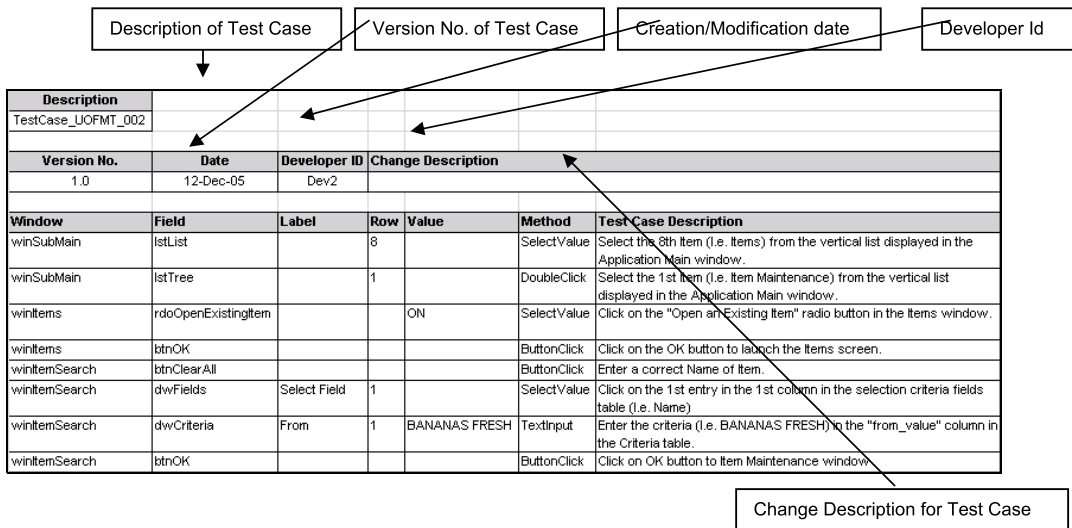 Description of Test Case
Version No. of Test Case
Creation/Modification date
Developer Id
Description
TestCase_UOFMT_002
Version No. Date Developer ID Change Description
1.0 12-Dec-05 Dev2
Window Field Label Row Value Method Test Case Description
winSubMain lstList 8 SelectValue Select the 8th Item (I.e. Items) from the vertical list displayed in the
Application Main window.
winSubMain lstTree 1 DoubleClick Select the 1st Item (I.e. Item Maintenance) from the vertical list
displayed in the Application Main window.
winItems rdoOpenExistingItem ON SelectValue Click on the "Open an Existing Item" radio button in the Items window.
winItems btnOK ButtonClick Click on the OK button to launch the Items screen.
winItemSearch btnClearAll ButtonClick Enter a correct Name of Item.
winItemSearch dwFields Select Field 1 SelectValue Click on the 1st entry in the 1st column in the selection criteria fields
table (I.e. Name)
winItemSearch dwCriteria From 1 BANANAS FRESH TextInput Enter the criteria (I.e. BANANAS FRESH) in the "from_value" column in
the Criteria table.
winItemSearch btnOK ButtonClick Click on OK button to Item Maintenance window
Change Description for Test Case